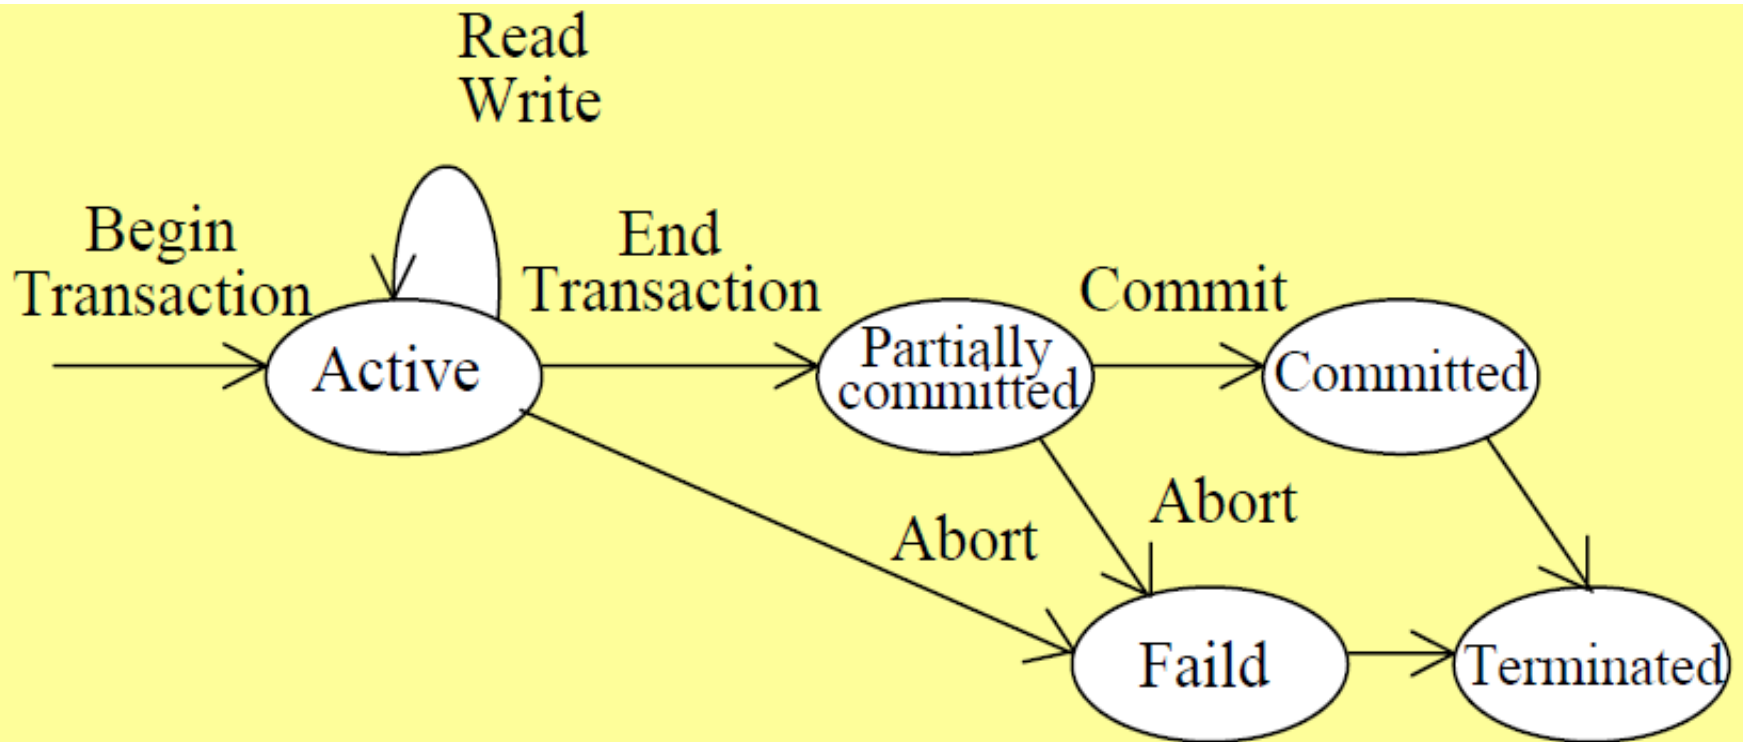 Read
Write
Begin
Transaction
End
Transaction
Commit
Active
Partially
committed
Committed
Abort
Abort
Faild
Terminated